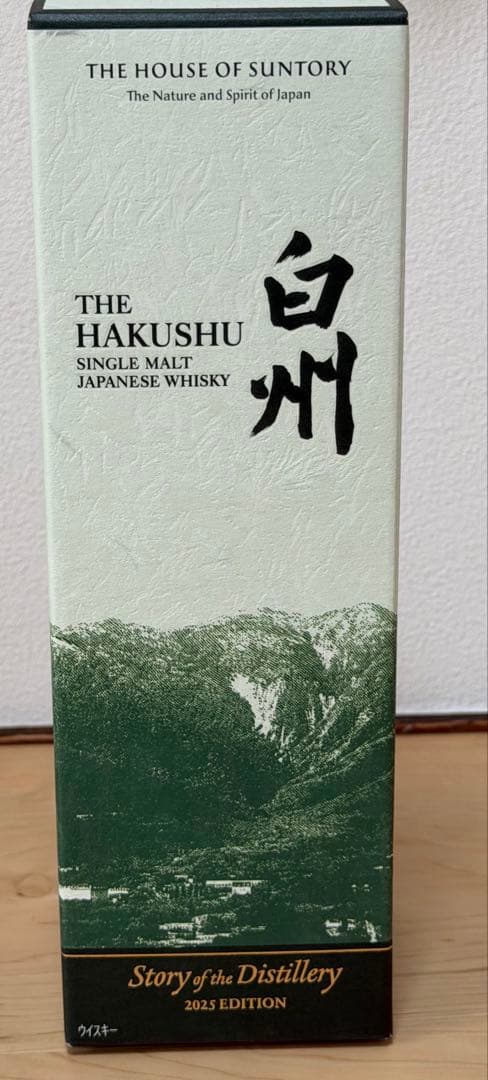 THE HOUSE OF SUNTORY
The Nature and Spirit of Japan
白州
THE
HAKUSHU
SINGLE MALT
JAPANESE WHISKY
Story of the Distillery
2025 EDITION
ウイスキー